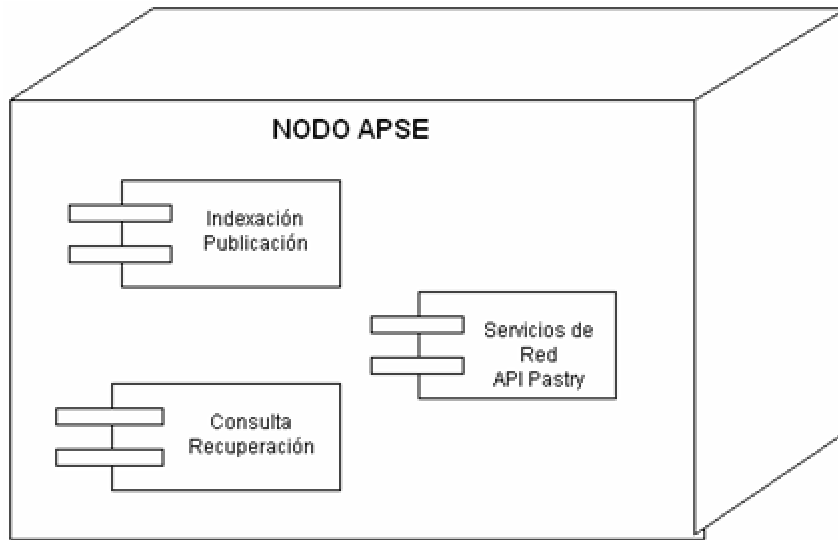 NODO APSE
Indexación
Publicación
Servicios de
Red
API Pastry
Consulta
Recuperación